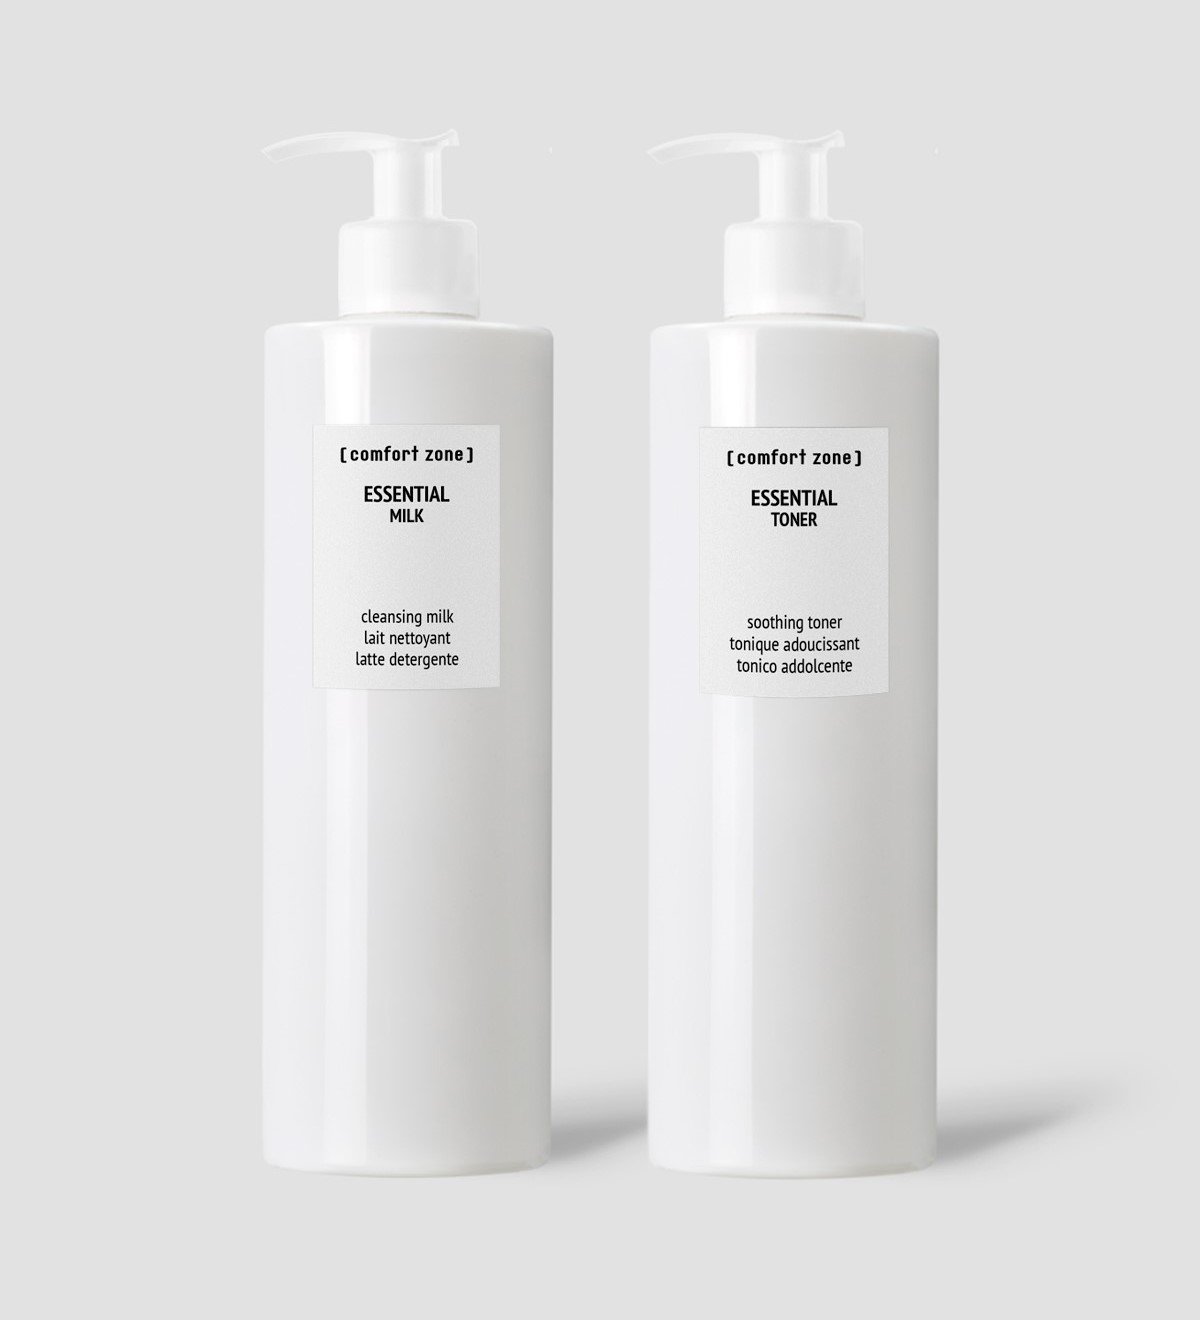 [comfort zone]
ESSENTIAL
MILK
cleansing milk
lait nettoyant
latte detergente
[comfort zone]
ESSENTIAL
TONER
soothing toner
tonique adoucissant
tonico addolcente